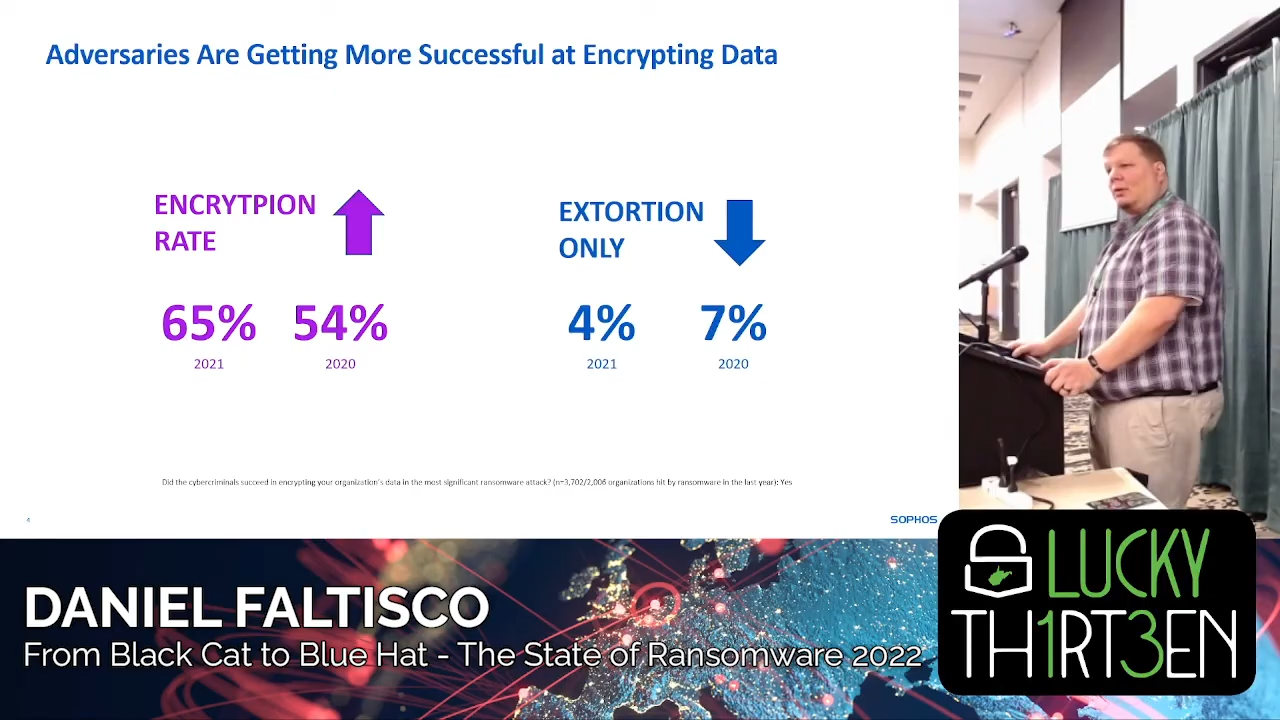 Adversaries Are Getting More Successful at Encrypting Data
ENCRYTPION
RATE
65%
54%
2021
2020
EXTORTION
ONLY
4%
7%
2021
2020
Did the cybercriminals succeed in encrypting your organization's data in the most significant ransomware attack? (n=3,702/2,006 organizations hit by ransomware in the last year): Yes
SOPHOS
DANIEL FALTISCO
From Black Cat to Blue Hat - The State of Ransomware 2022
LUCKY
TH1RT3EN